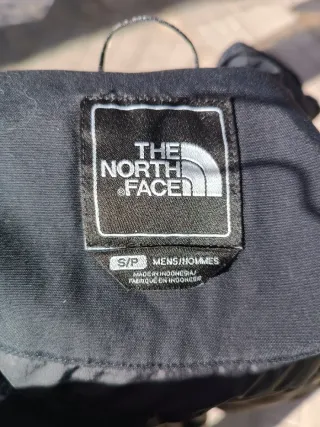 THE
NORTH
®FACE
S/P MENS/HOMMES
MADE IN INDONESIA/
FABRIQUÉ EN INDONESIE